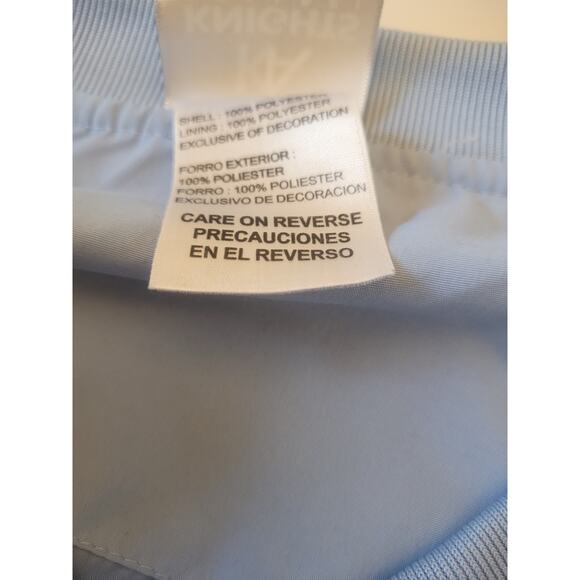 KNIGHTS
SHELL : 100% POLYESTER
LINING : 100% POLYESTER
EXCLUSIVE OF DECORATION
FORRO EXTERIOR :
100% POLIESTER
FORRO : 100% POLIESTER
EXCLUSIVO DE DECORACION
CARE ON REVERSE
PRECAUCIONES
EN EL REVERSO